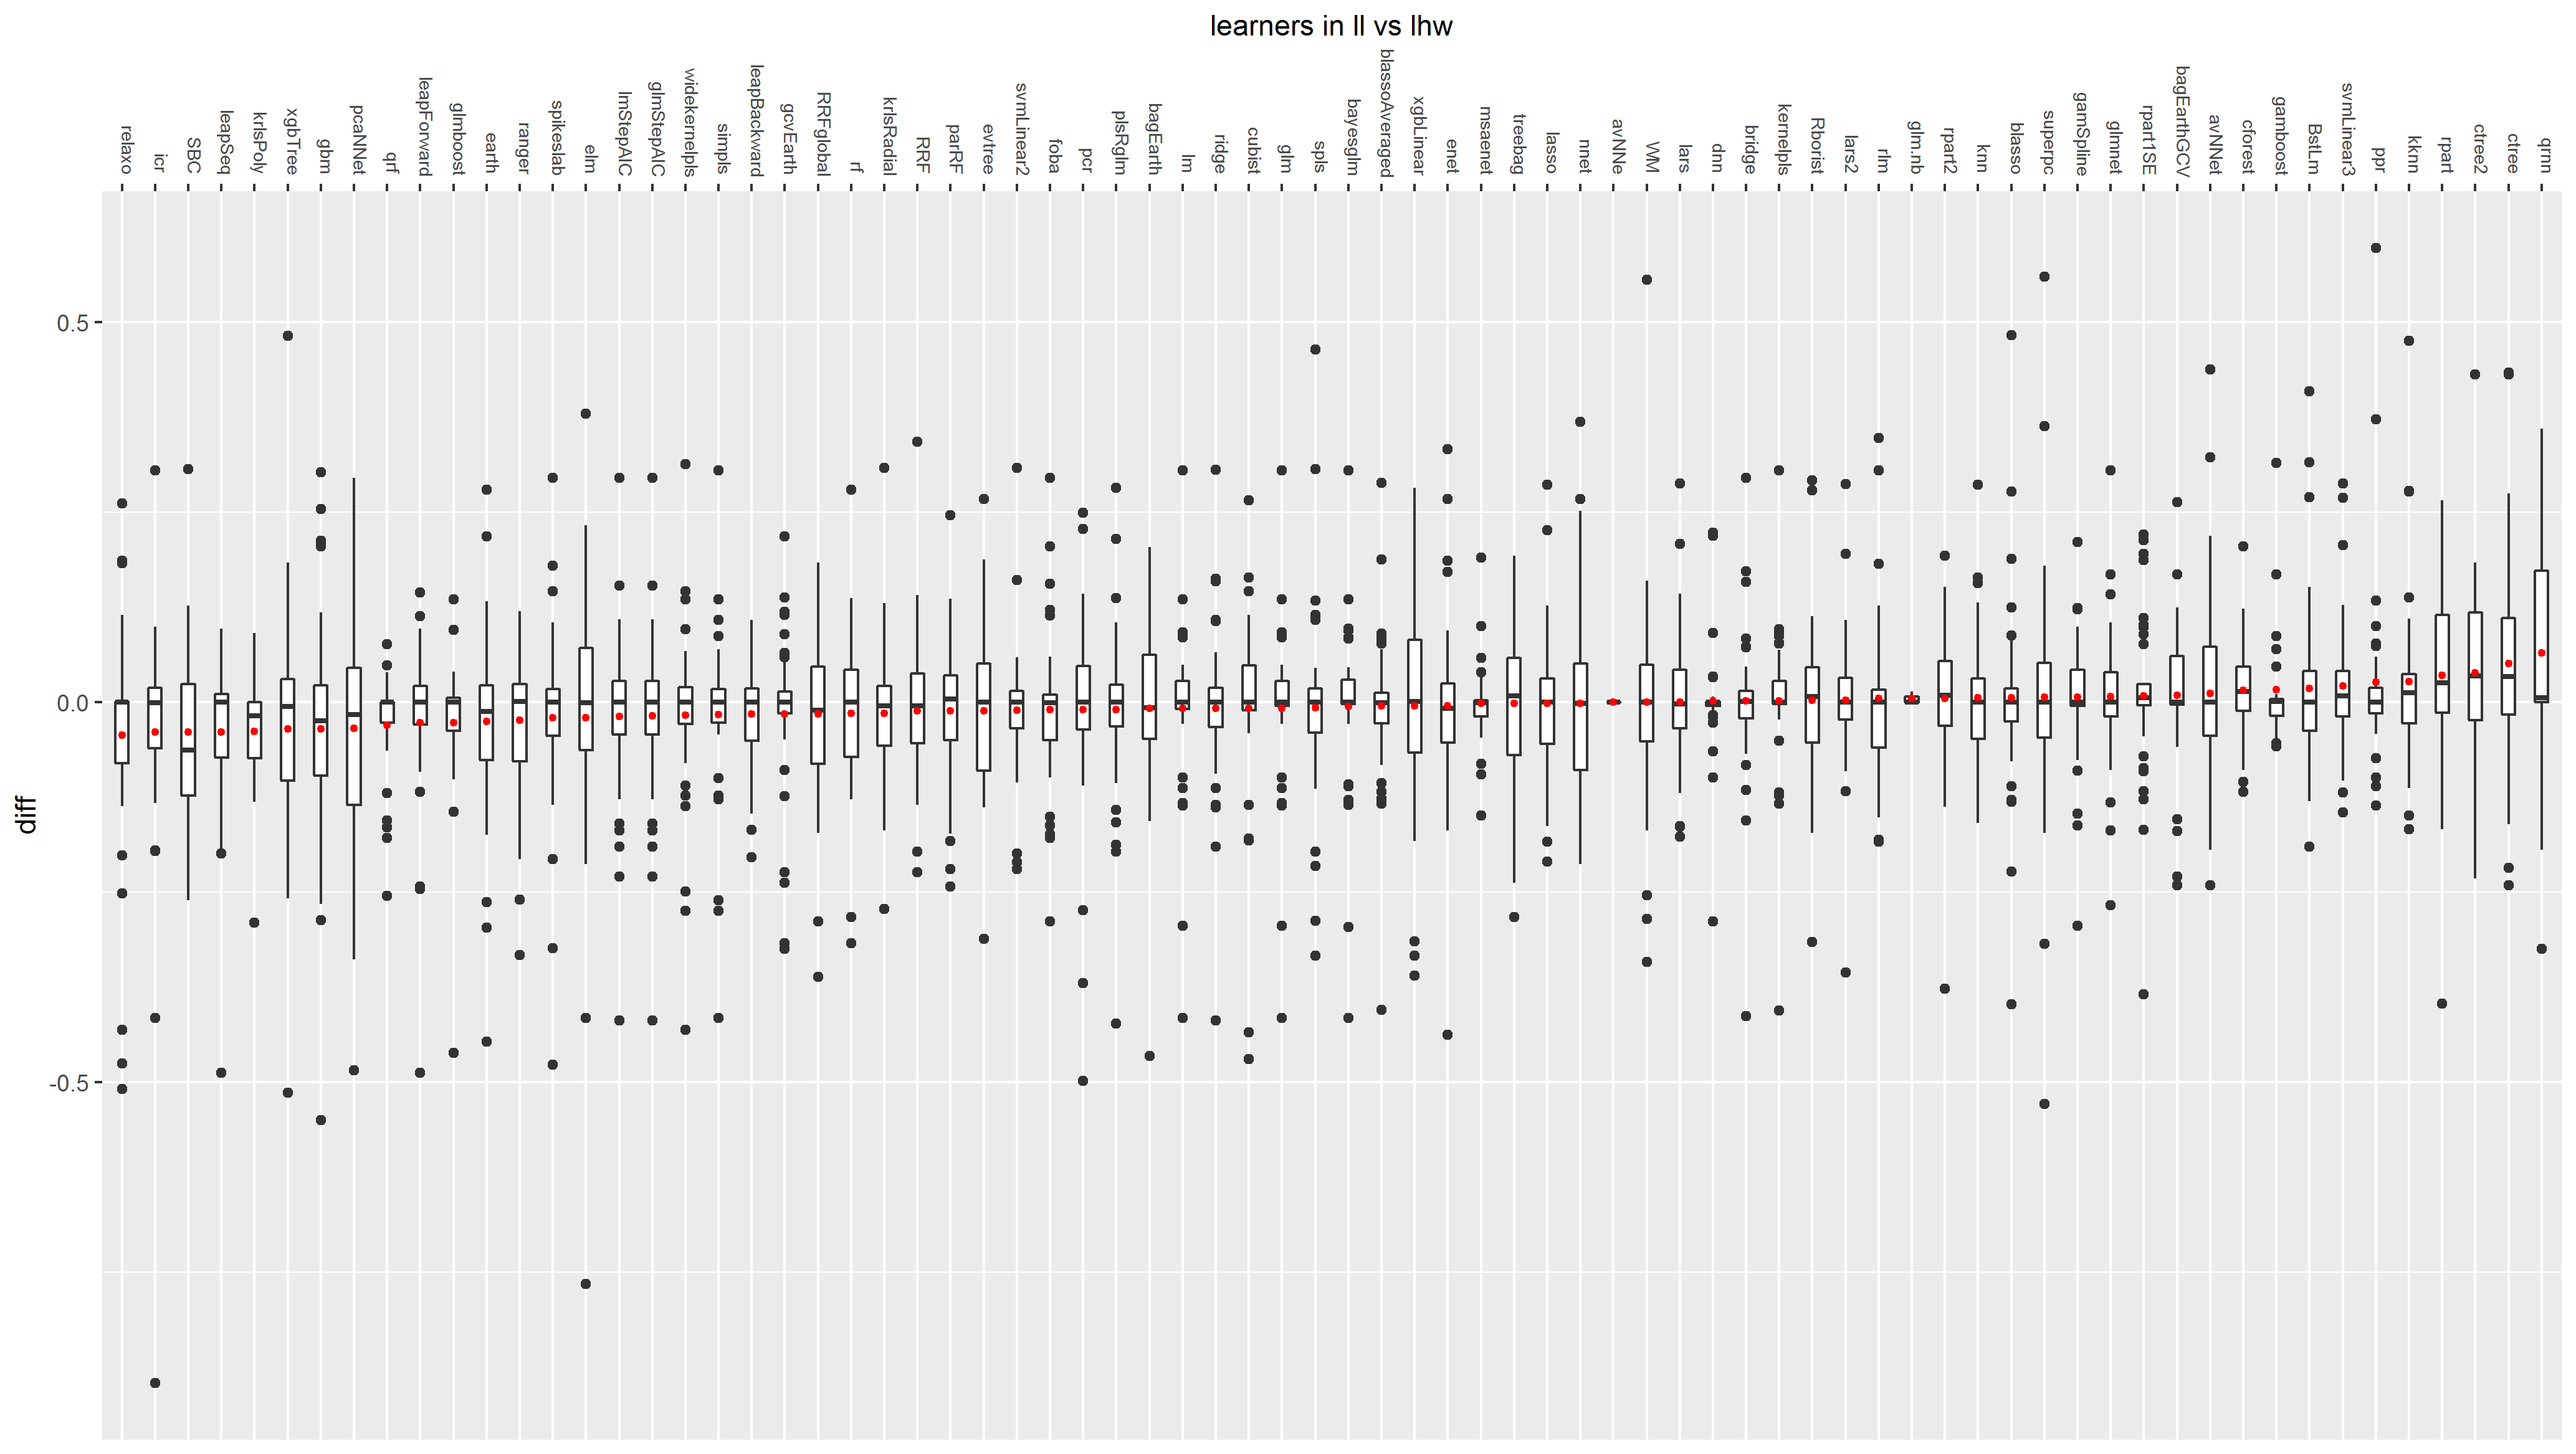 learners in ll vs lhw
relaxo
icr
SBC
leapSeq
krlsPoly
xgbTree
gbm
pcaNNet
qrf
leapForward
glmboost
earth
ranger
spikeslab
elm
lmStepAIC
glmStepAIC
widekernelpls
simpls
leapBackward
gcvEarth
RRFglobal
rf
krlsRadial
RRF
parRF
evtree
svmLinear2
foba
pcr
plsRglm
bagEarth
lm
ridge
cubist
glm
spls
bayesglm
blassoAveraged
xgbLinear
enet
msaenet
treebag
lasso
nnet
avNNe
WM
lars
dnn
bridge
kernelpls
Rborist
lars2
rlm
glm.nb
rpart2
knn
blasso
superpc
gamSpline
glmnet
rpart1SE
bagEarthGCV
avNNet
cforest
gamboost
BstLm
svmLinear3
ppr
kknn
rpart
ctree2
ctree
qrnn
0.5
0.0
-0.5
diff